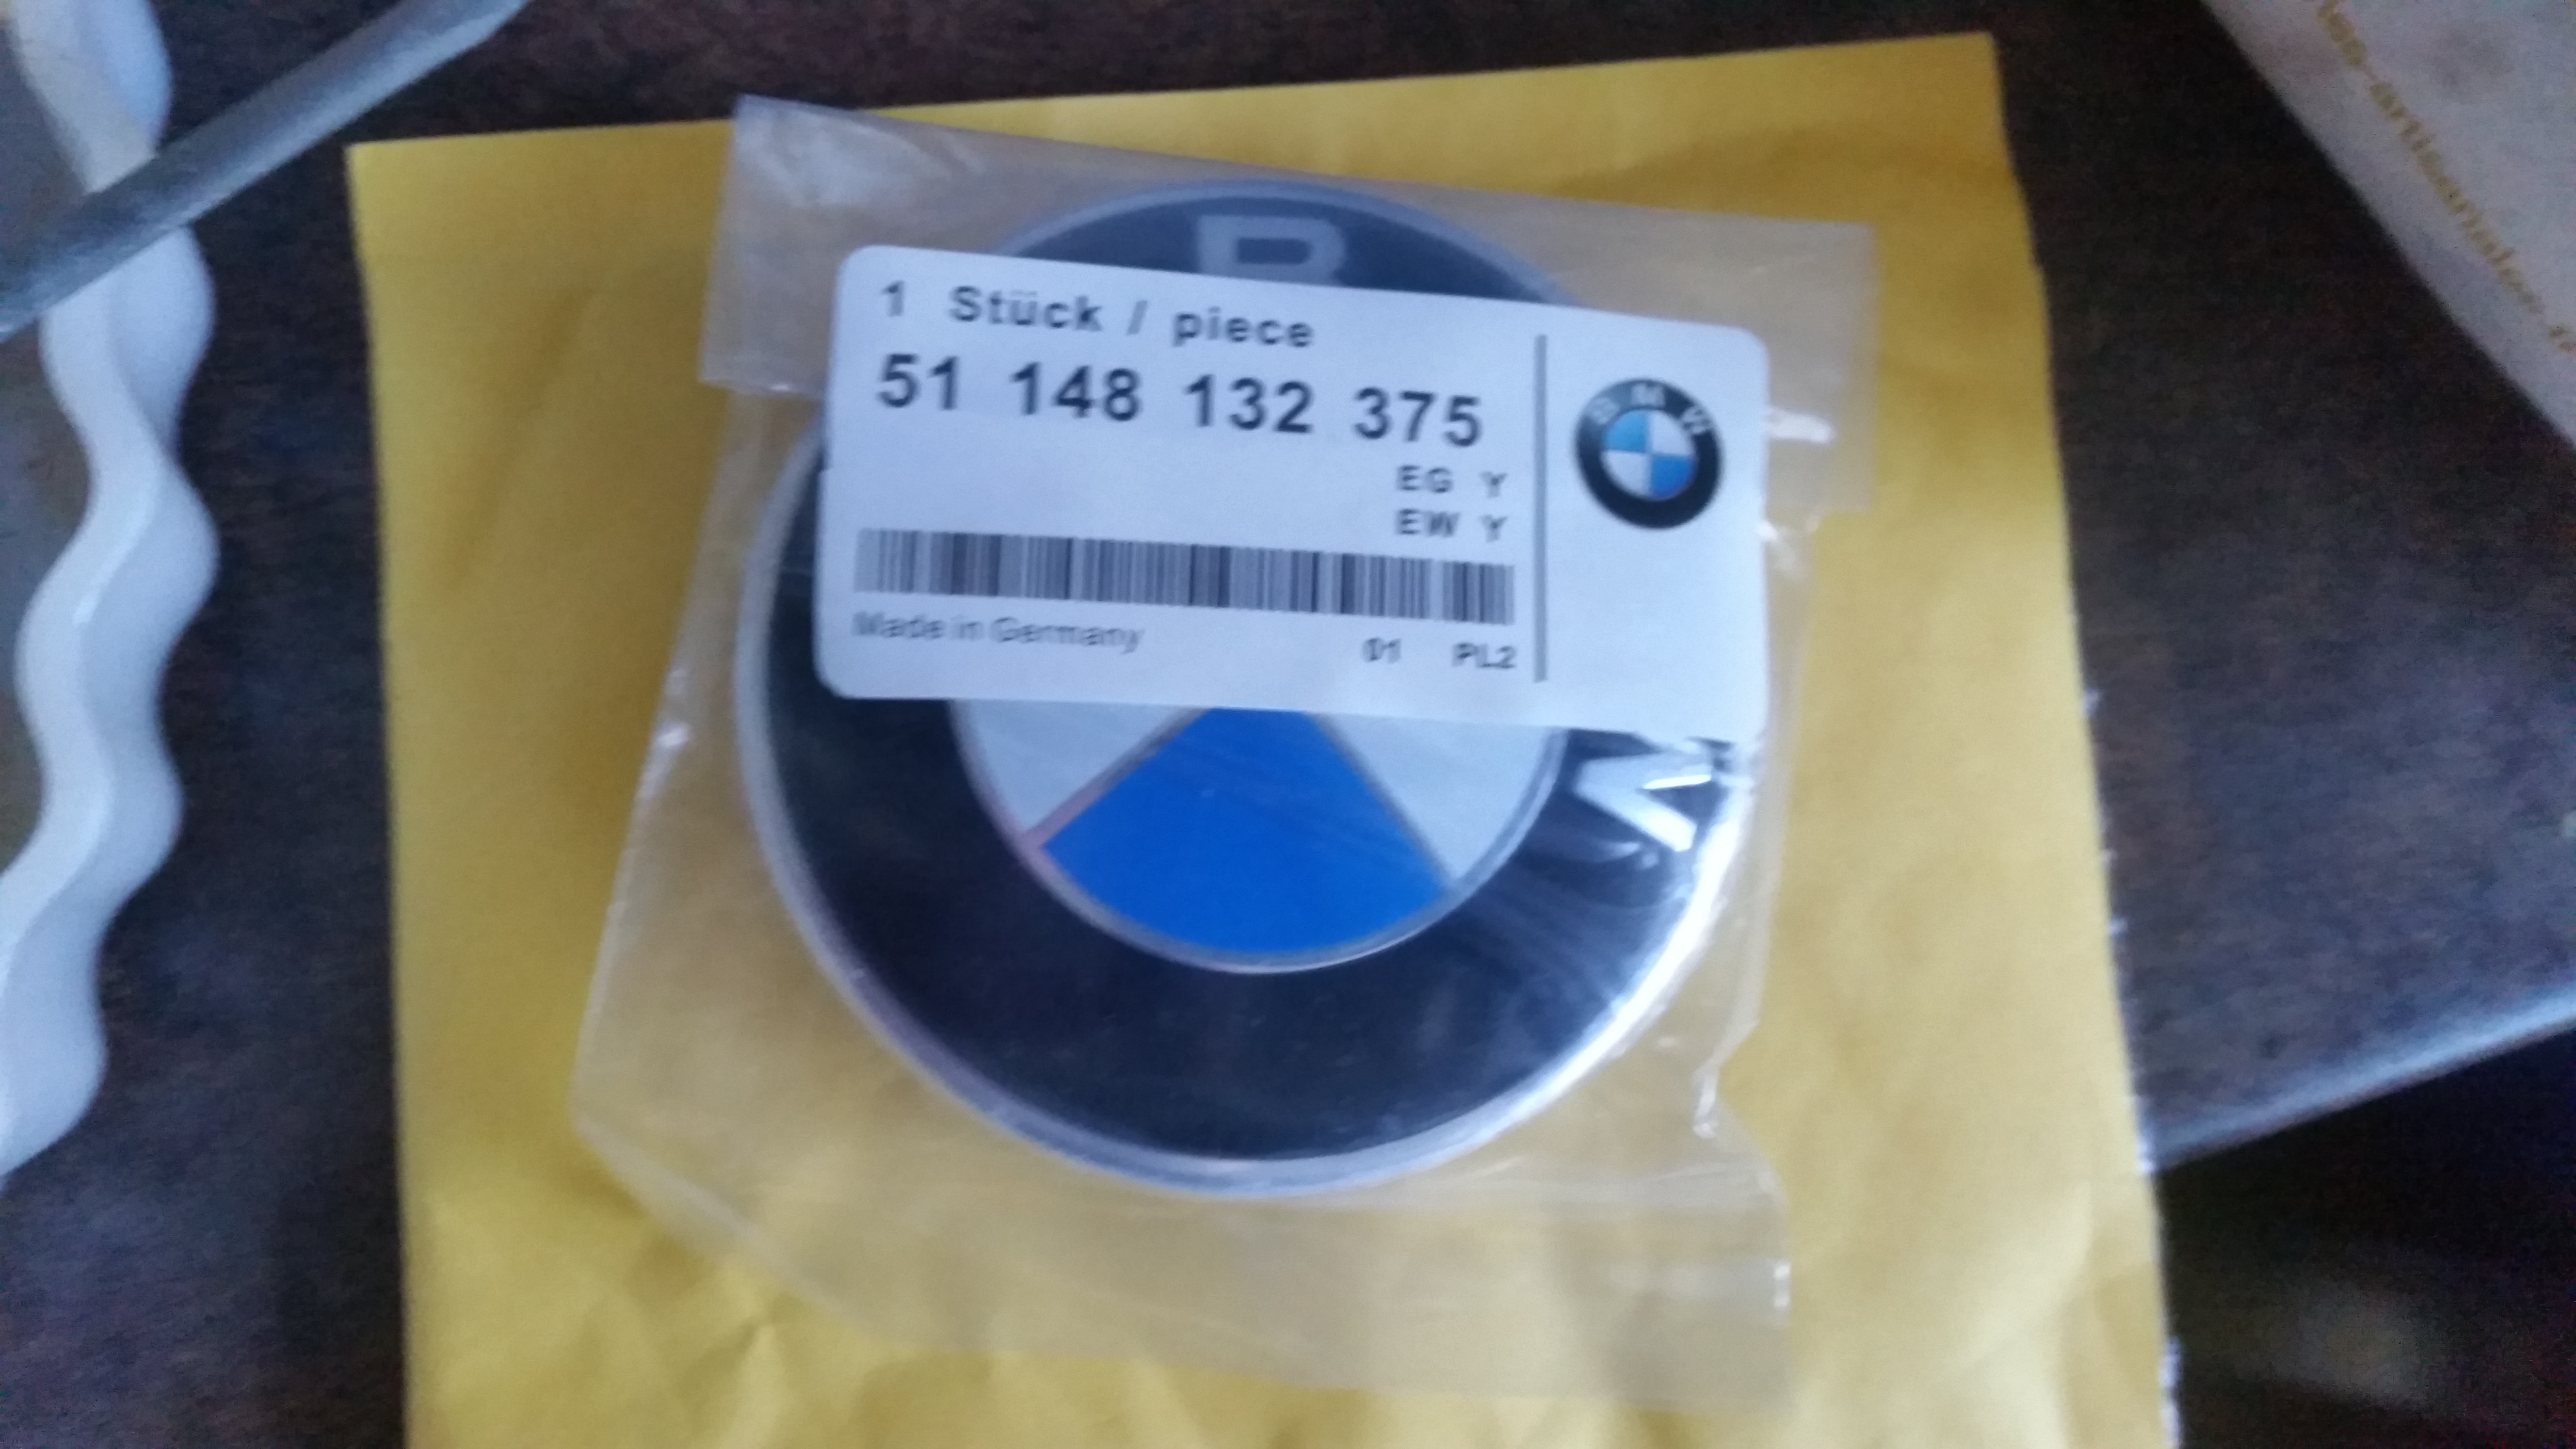 B
1 Stück / piece
51 148 132 375
EG Y
EW Y
BMW
Made in Germany
01 PL2
M